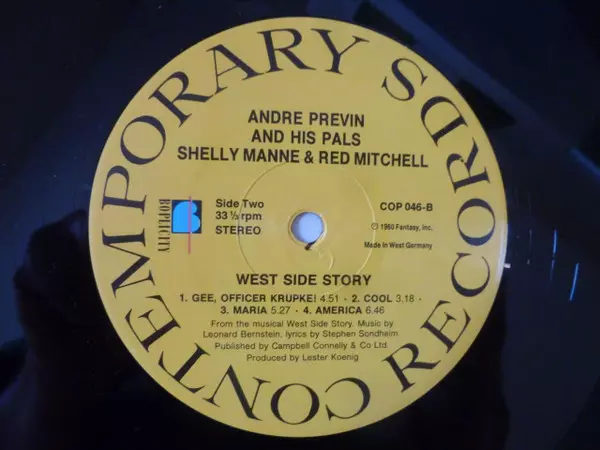 CONTEMPORARY RECORDS
ANDRE PREVIN
AND HIS PALS
SHELLY MANNE & RED MITCHELL
BOPLICITY
B
Side Two
33 ⅓ rpm
STEREO
COP 046-B
℗ 1960 Fantasy, Inc.
Made in West Germany
WEST SIDE STORY
1. GEE, OFFICER KRUPKE! 4.51 · 2. COOL 3.18 ·
3. MARIA 5.27 · 4. AMERICA 6.46
From the musical West Side Story. Music by
Leonard Bernstein, lyrics by Stephen Sondheim.
Published by Campbell Connelly & Co Ltd.
Produced by Lester Koenig